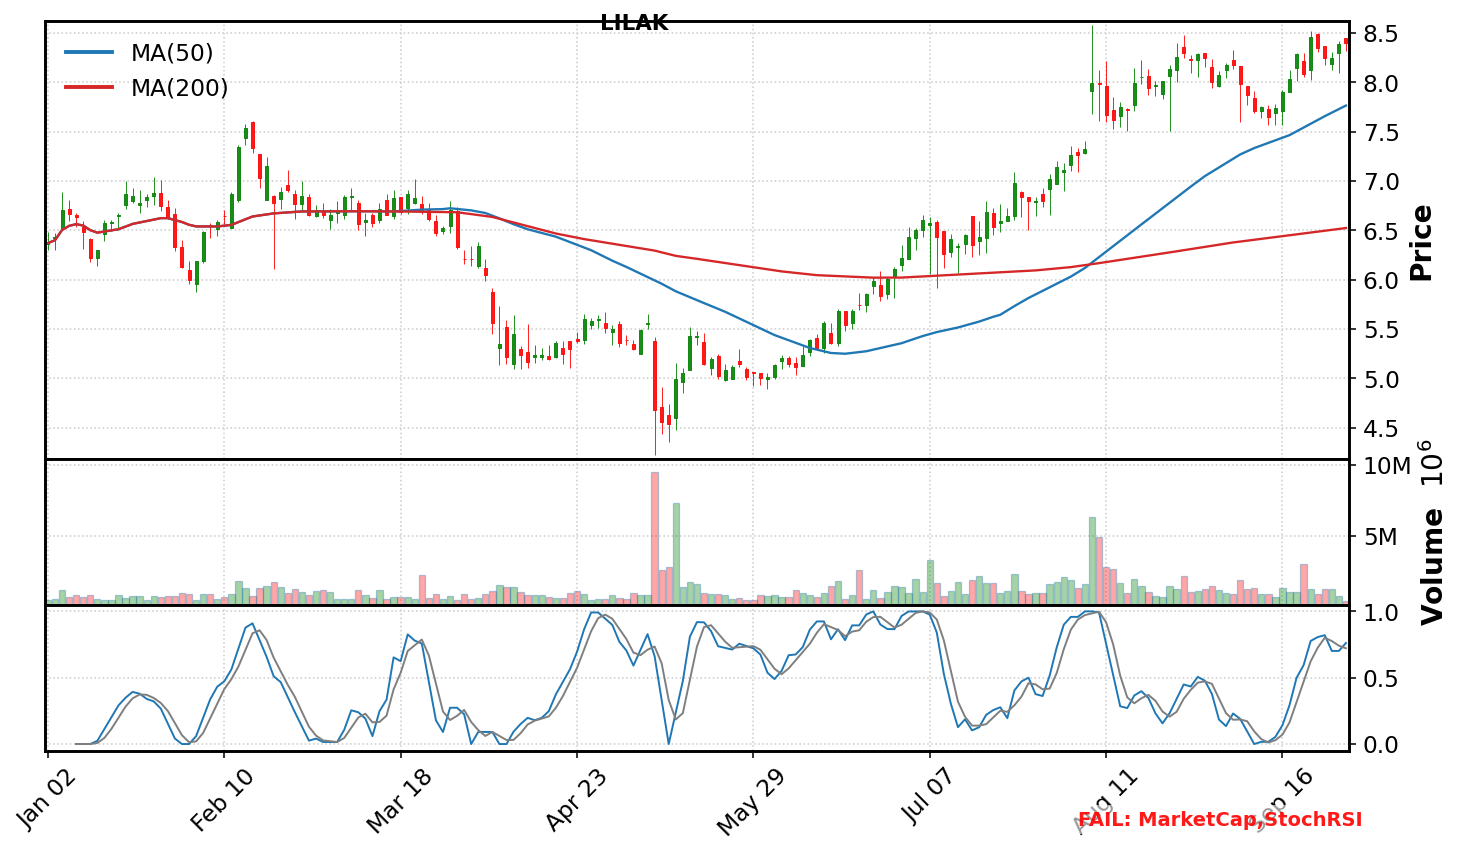 LILAK
MA(50)
MA(200)
8.5
8.0
7.5
7.0
6.5
6.0
5.5
5.0
4.5
Price
10M
5M
Volume 10^6
1.0
0.5
0.0
Jan 02
Feb 10
Mar 18
Apr 23
May 29
Jul 07
Aug 11
Sep 16
FAIL: MarketCap,StochRSI